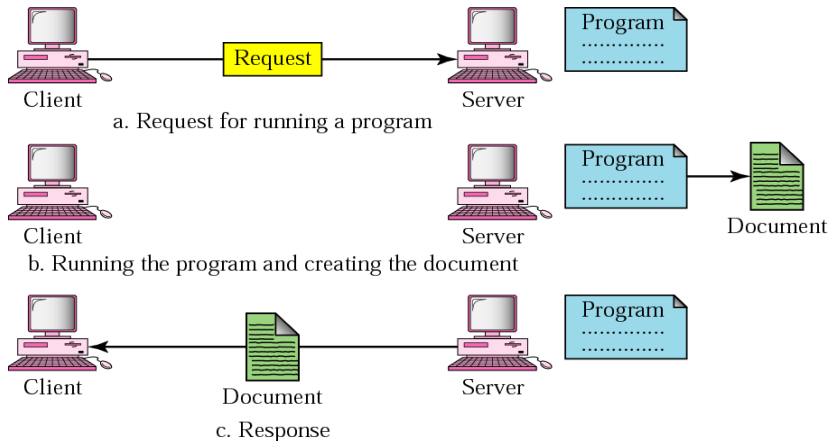 Program
..............
..............
Request
Client
Server
a. Request for running a program
Program
..............
..............
Client
Server
Document
b. Running the program and creating the document
Program
..............
..............
Client
Document
Server
c. Response